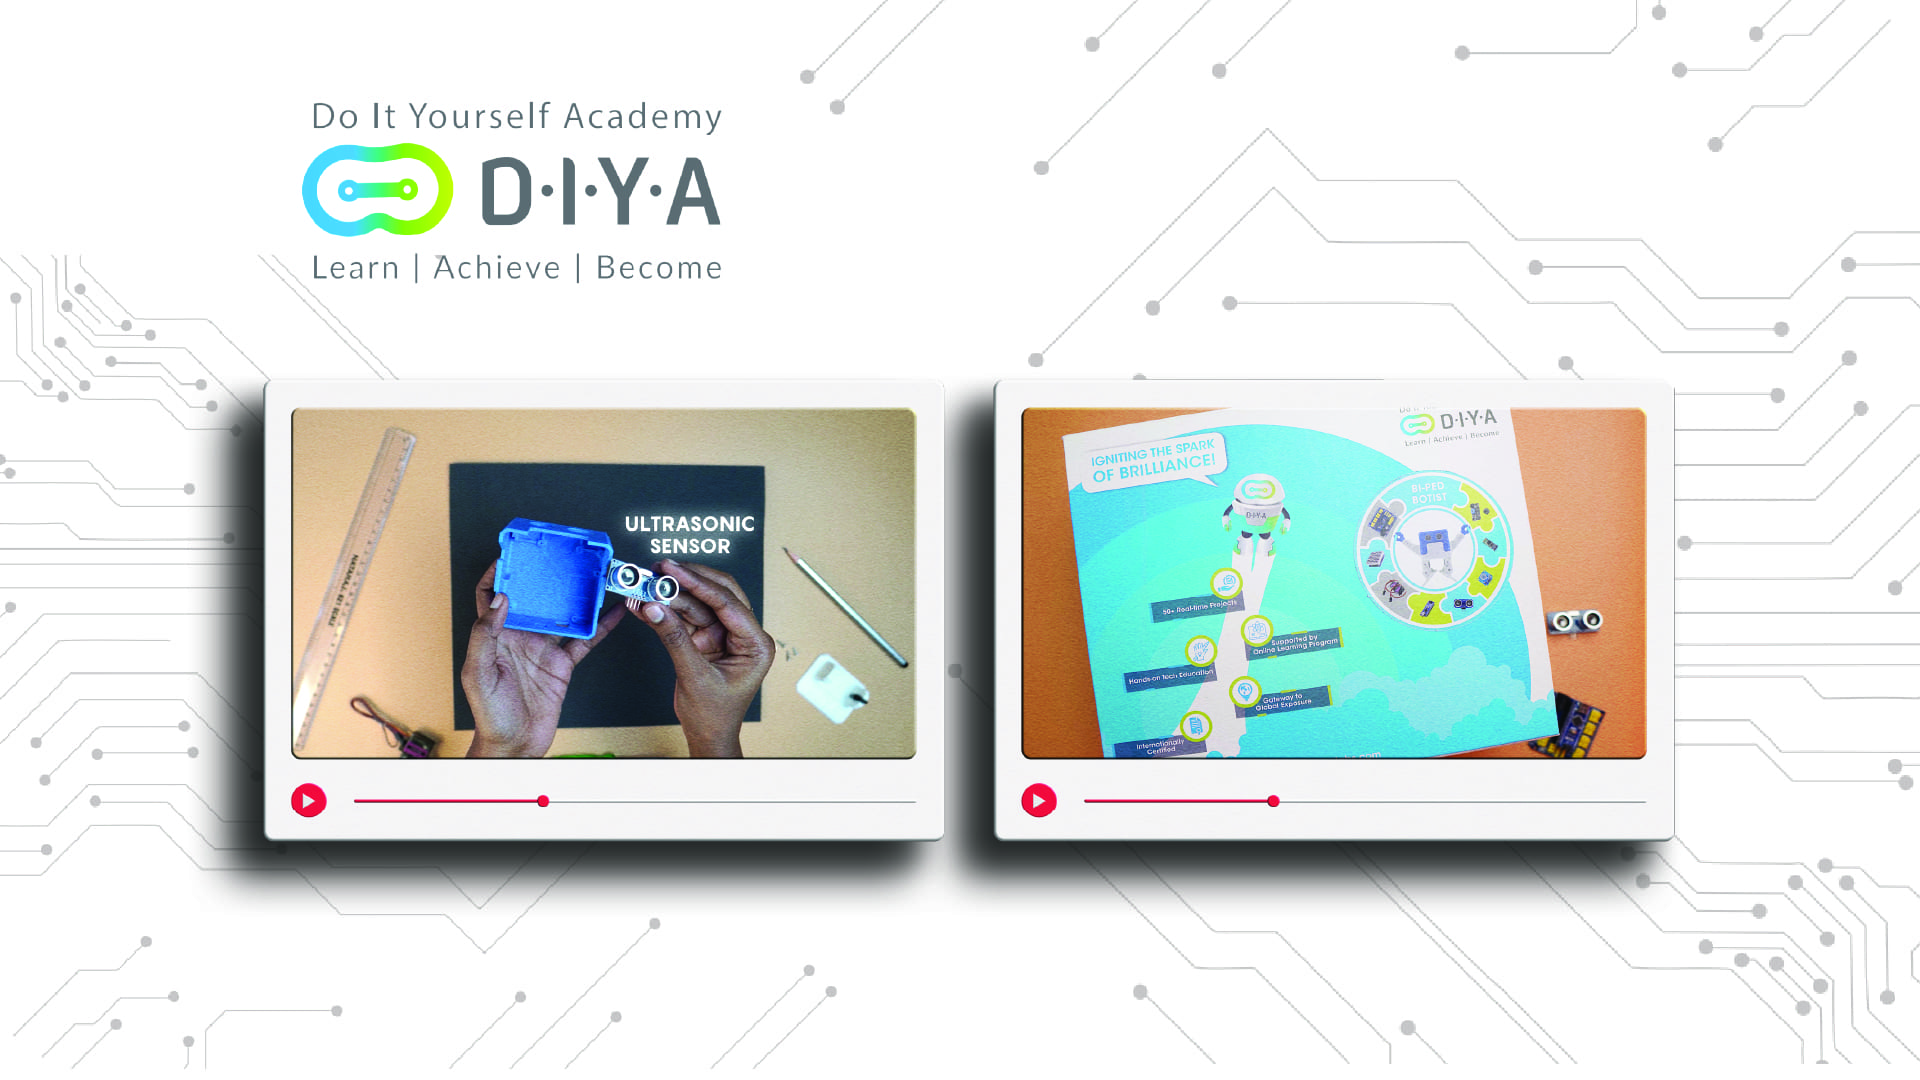 Do It Yourself Academy
D·I·Y·A
Learn | Achieve | Become
ULTRASONIC
SENSOR
D·I·Y·A
Learn | Achieve | Become
IGNITING THE SPARK
OF BRILLIANCE!
BI-PED
BOTIST
D·I·Y·A
50+ Real-time Projects
Supported by
Online Learning Program
Hands-on tech Education
Gateway to
Global Exposure
Internationally
Certified